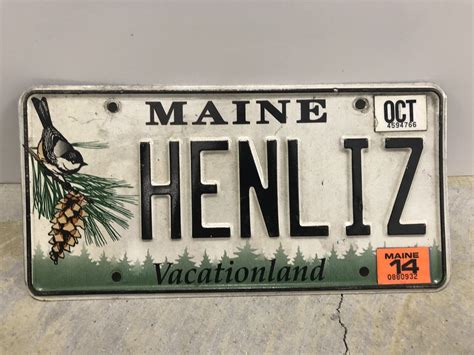 MAINE
OCT
4594766
HENLIZ
MAINE
14
0860932
Vacationland